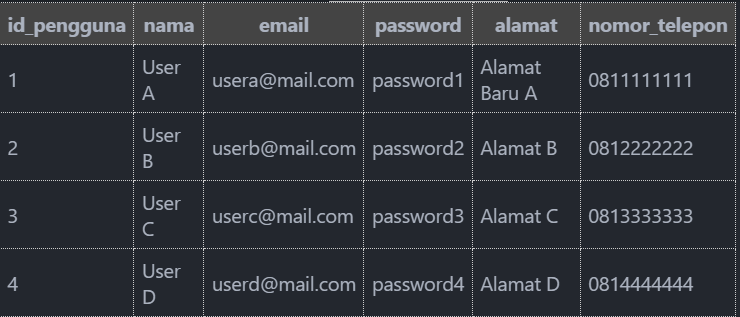 id_pengguna nama email password alamat nomor_telepon
1 User A usera@mail.com password1 Alamat Baru A 0811111111
2 User B userb@mail.com password2 Alamat B 0812222222
3 User C userc@mail.com password3 Alamat C 0813333333
4 User D userd@mail.com password4 Alamat D 0814444444